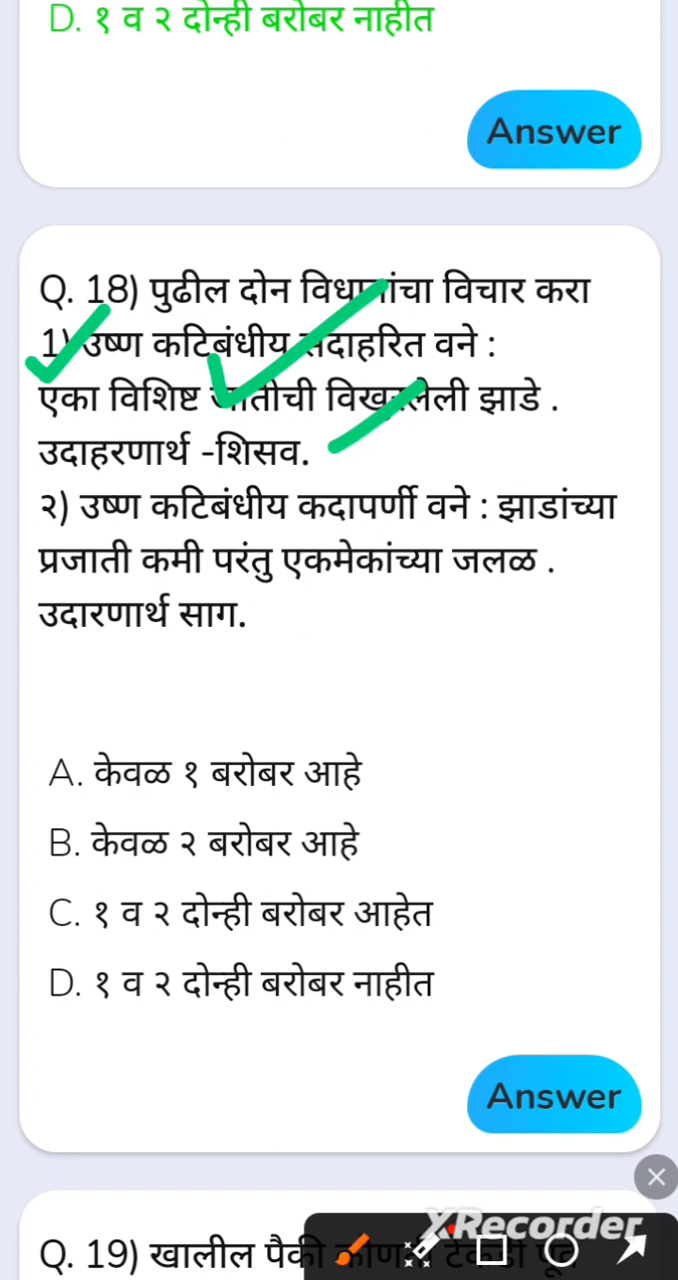 D. १ व २ दोन्ही बरोबर नाहीत
Answer
Q. 18) पुढील दोन विधानांचा विचार करा
1) उष्ण कटिबंधीय सदाहरित वने :
एका विशिष्ट जातीची विखुरलेली झाडे .
उदाहरणार्थ -शिसव.
२) उष्ण कटिबंधीय कदापर्णी वने : झाडांच्या
प्रजाती कमी परंतु एकमेकांच्या जलळ .
उदारणार्थ साग.
A. केवळ १ बरोबर आहे
B. केवळ २ बरोबर आहे
C. १ व २ दोन्ही बरोबर आहेत
D. १ व २ दोन्ही बरोबर नाहीत
Answer
XRecorder
Q. 19) खालील पैकी